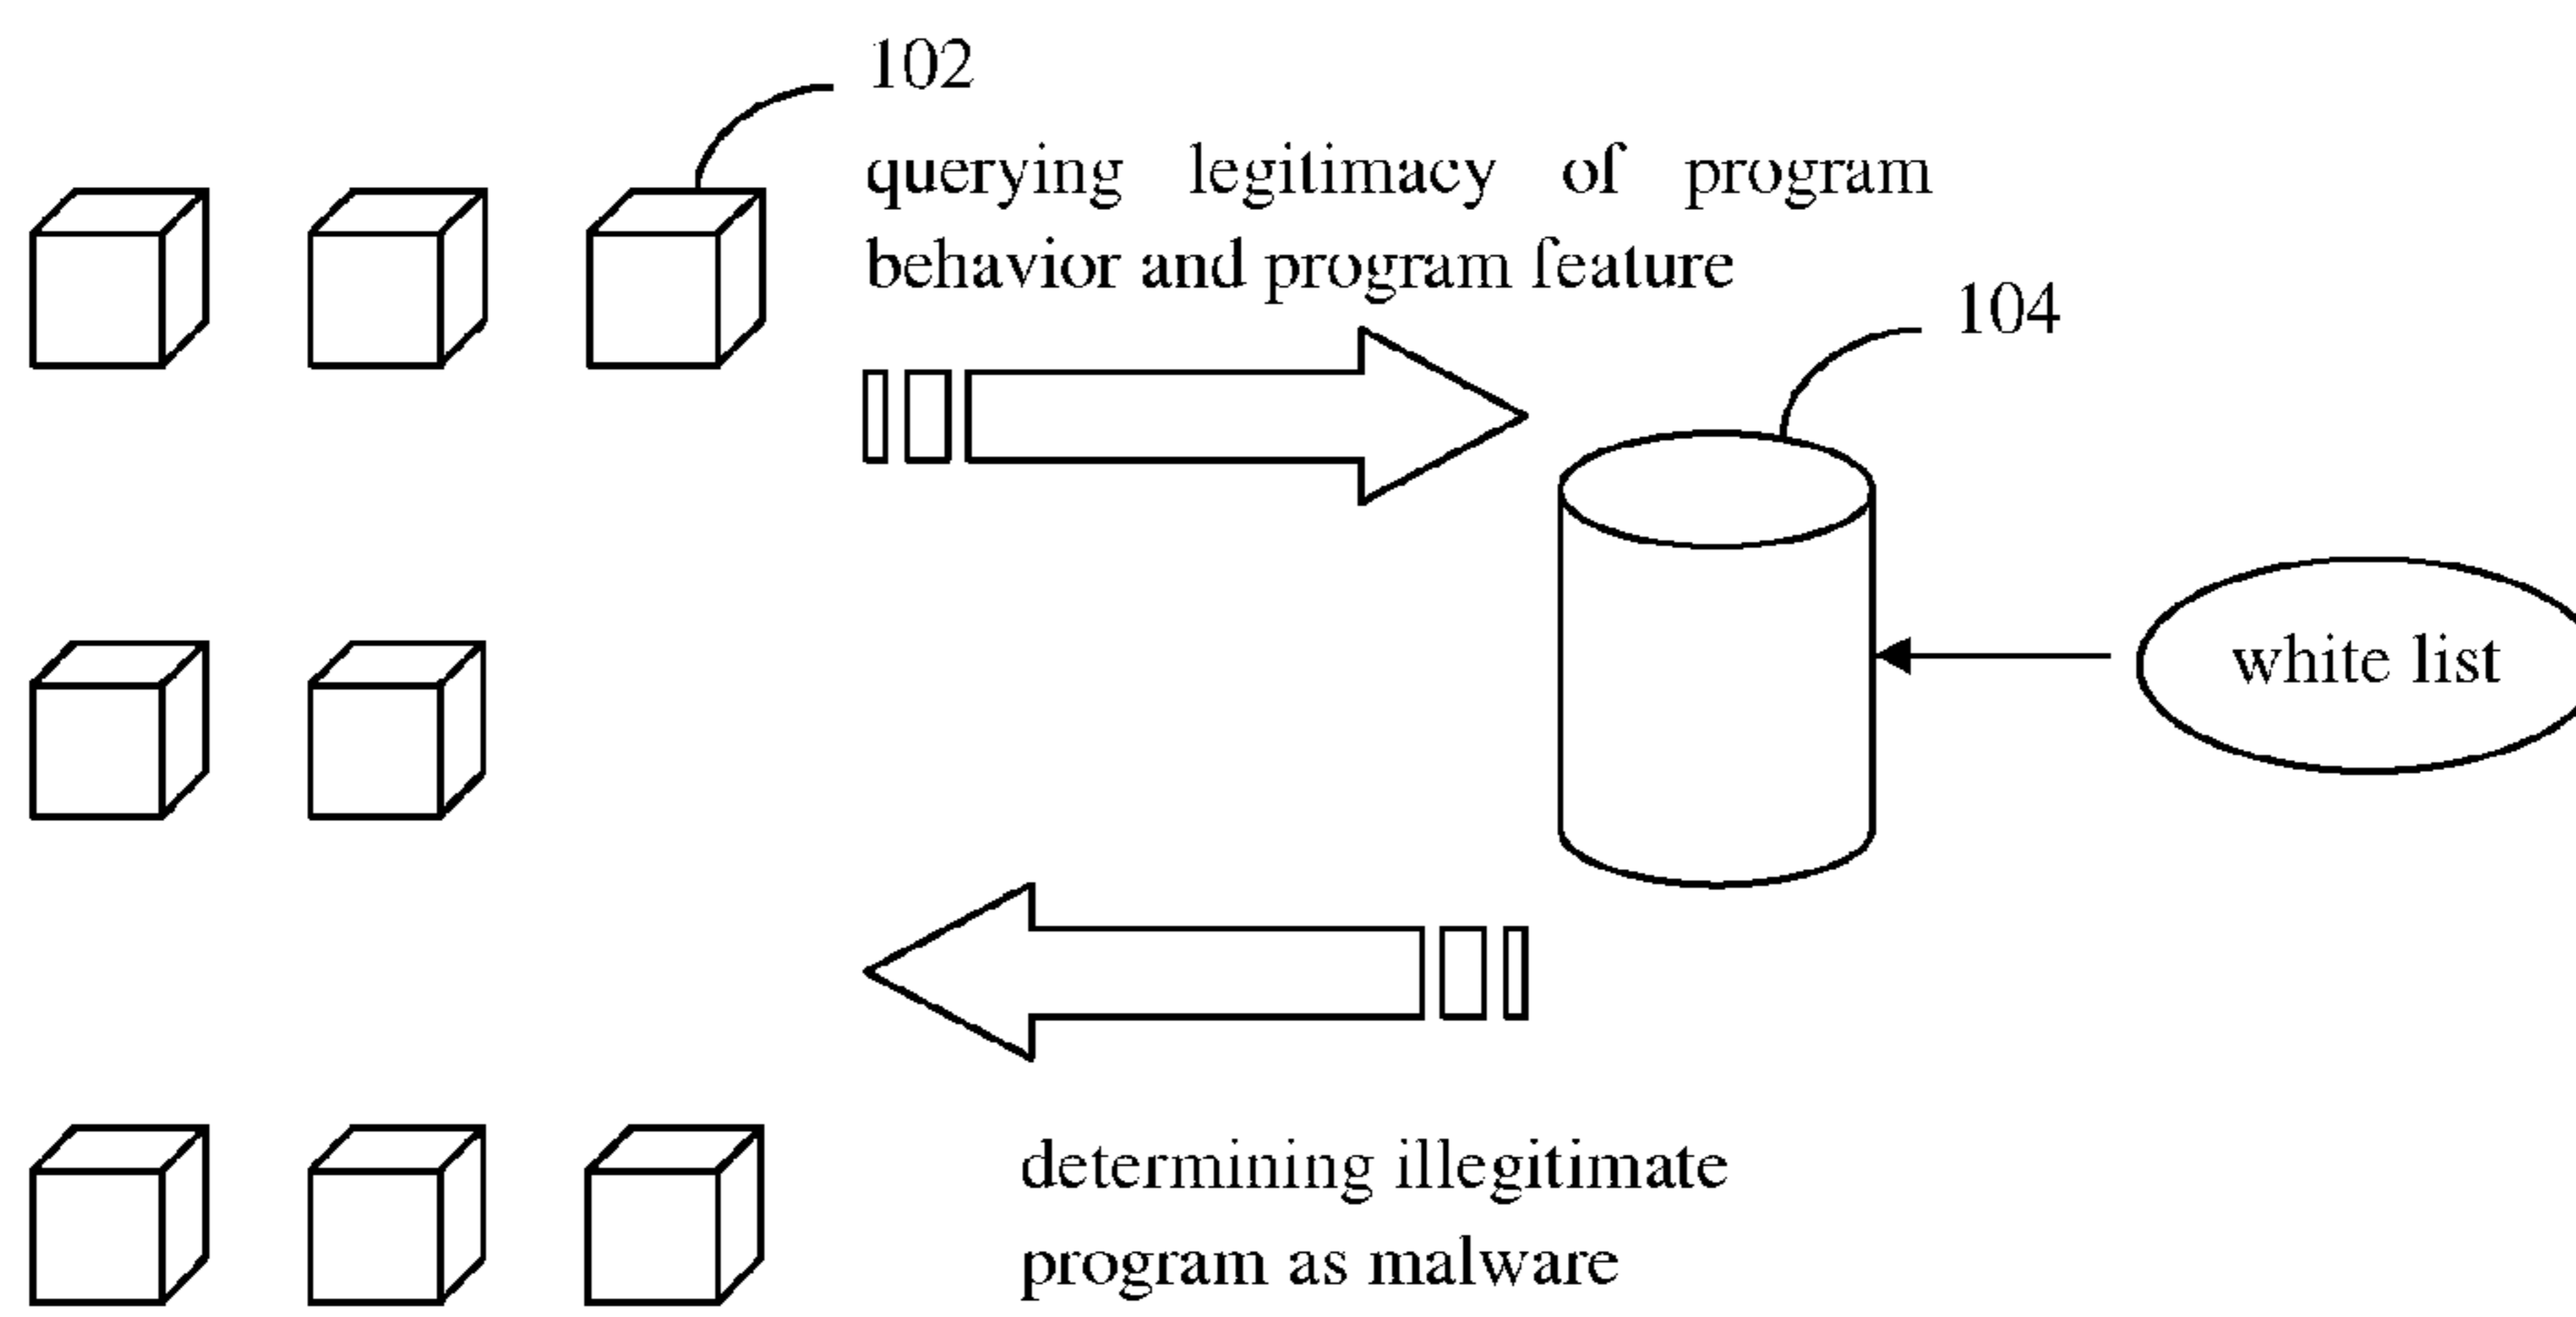 102
querying legitimacy of program
behavior and program feature
104
white list
determining illegitimate
program as malware